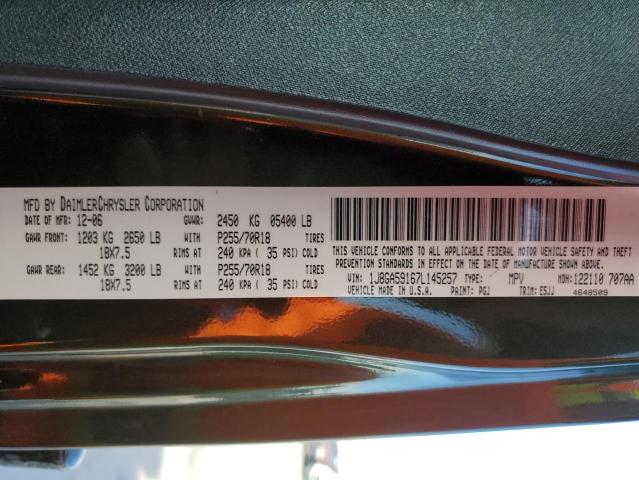 MFD BY DAIMLERCHRYSLER CORPORATION
DATE OF MFR: 12-06 GVWR: 2450 KG 05400 LB
GAWR FRONT: 1203 KG 2650 LB WITH P255/70R18 TIRES
18X7.5 RIMS AT 240 KPA ( 35 PSI) COLD
GAWR REAR: 1452 KG 3200 LB WITH P255/70R18 TIRES
18X7.5 RIMS AT 240 KPA ( 35 PSI) COLD
THIS VEHICLE CONFORMS TO ALL APPLICABLE FEDERAL MOTOR VEHICLE SAFETY AND THEFT
PREVENTION STANDARDS IN EFFECT ON THE DATE OF MANUFACTURE SHOWN ABOVE.
VIN: 1J8GA59167L145257 TYPE: MPV MDH:122110 707AA
VEHICLE MADE IN U.S.A. PAINT: PGJ TRIM: E5JJ 4648509